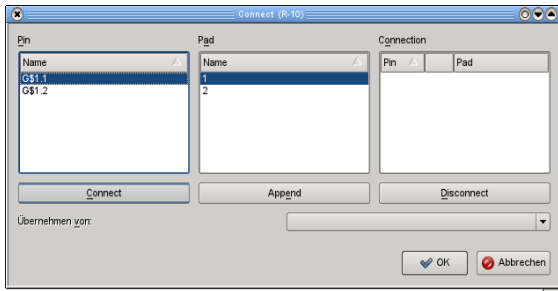 Connect (R-10)
Pin Pad Connection
Name Name Pin Pad
G$1.1 1
G$1.2 2
Connect Append Disconnect
Übernehmen von:
OK Abbrechen